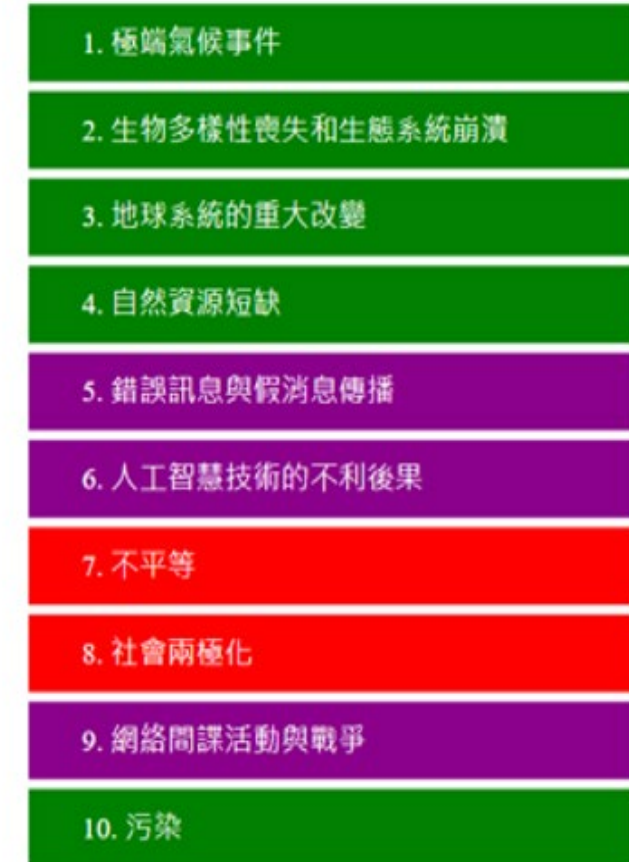 1. 極端氣候事件
2. 生物多樣性喪失和生態系統崩潰
3. 地球系統的重大改變
4. 自然資源短缺
5. 錯誤訊息與假消息傳播
6. 人工智慧技術的不利後果
7. 不平等
8. 社會兩極化
9. 網絡間諜活動與戰爭
10. 污染